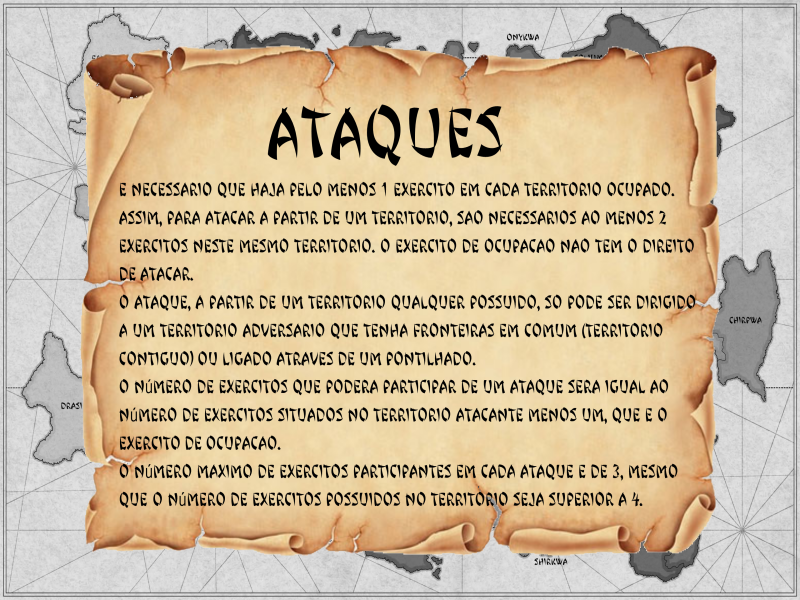 ONYKWA
ATAQUES
E NECESSARIO QUE HAJA PELO MENOS 1 EXERCITO EM CADA TERRITORIO OCUPADO.
ASSIM, PARA ATACAR A PARTIR DE UM TERRITORIO, SAO NECESSARIOS AO MENOS 2
EXERCITOS NESTE MESMO TERRITORIO. O EXERCITO DE OCUPACAO NAO TEM O DIREITO
DE ATACAR.
O ATAQUE, A PARTIR DE UM TERRITORIO QUALQUER POSSUIDO, SO PODE SER DIRIGIDO
A UM TERRITORIO ADVERSARIO QUE TENHA FRONTEIRAS EM COMUM (TERRITORIO
CONTIGUO) OU LIGADO ATRAVES DE UM PONTILHADO.
O NÚMERO DE EXERCITOS QUE PODERA PARTICIPAR DE UM ATAQUE SERA IGUAL AO
NÚMERO DE EXERCITOS SITUADOS NO TERRITORIO ATACANTE MENOS UM, QUE E O
EXERCITO DE OCUPACAO.
O NÚMERO MAXIMO DE EXERCITOS PARTICIPANTES EM CADA ATAQUE E DE 3, MESMO
QUE O NÚMERO DE EXERCITOS POSSUIDOS NO TERRITORIO SEJA SUPERIOR A 4.
CHIRPWA
DRASI
SHIRKWA